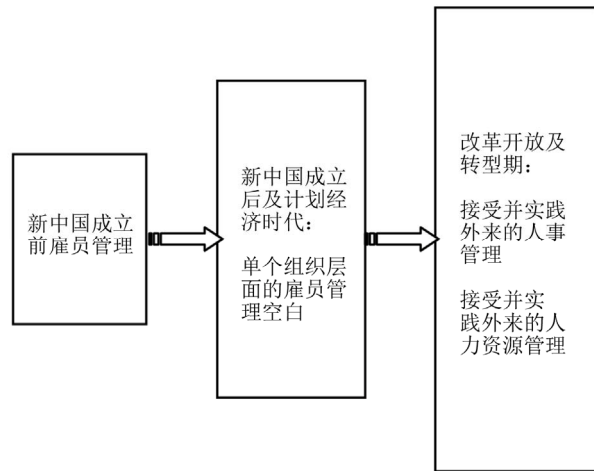 新中国成立
前雇员管理
新中国成立
后及计划经
济时代：
单个组织层
面的雇员管
理空白
改革开放及
转型期：
接受并实践
外来的人事
管理
接受并实
践外来的人
力资源管理